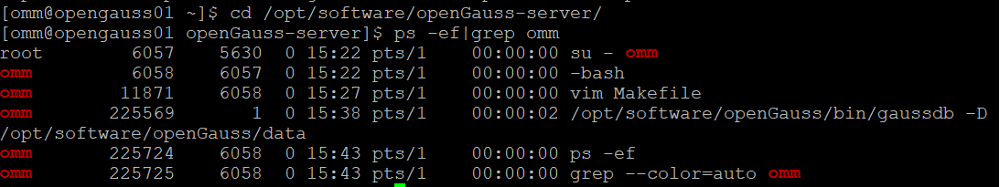 [omm@opengauss01 ~]$ cd /opt/software/openGauss-server/
[omm@opengauss01 openGauss-server]$ ps -ef|grep omm
root        6057    5630  0 15:22 pts/1    00:00:00 su - omm
omm         6058    6057  0 15:22 pts/1    00:00:00 -bash
omm        11871    6058  0 15:27 pts/1    00:00:00 vim Makefile
omm       225569       1  0 15:38 pts/1    00:00:02 /opt/software/openGauss/bin/gaussdb -D
/opt/software/openGauss/data
omm       225724    6058  0 15:43 pts/1    00:00:00 ps -ef
omm       225725    6058  0 15:43 pts/1    00:00:00 grep --color=auto omm